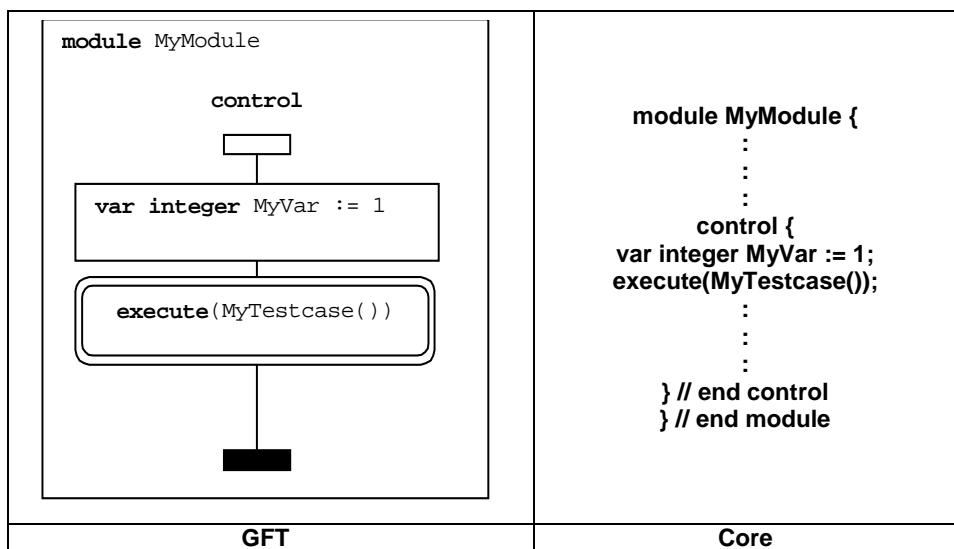 module MyModule
control
var integer MyVar := 1
execute(MyTestcase())
module MyModule {
:
:
:
control {
var integer MyVar := 1;
execute(MyTestcase());
:
:
:
} // end control
} // end module
GFT
Core